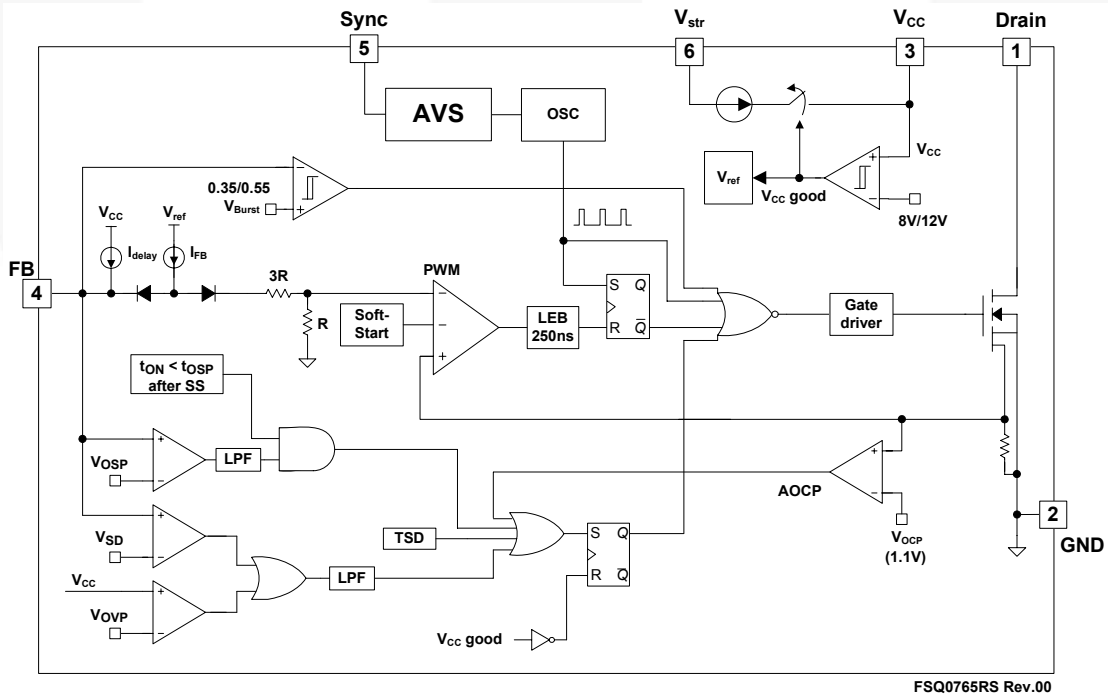 Sync
Vstr
VCC
Drain
5
6
3
1
AVS
OSC
VCC
Vref
VCC good
8V/12V
0.35/0.55
VBurst
VCC
Vref
Idelay
IFB
FB
4
3R
R
PWM
Soft-
Start
LEB
250ns
S Q
R Q
Gate
driver
tON < tOSP
after SS
VOSP
LPF
AOCP
VOCP
(1.1V)
2
GND
VSD
TSD
S Q
R Q
LPF
VCC
VOVP
VCC good
FSQ0765RS Rev.00